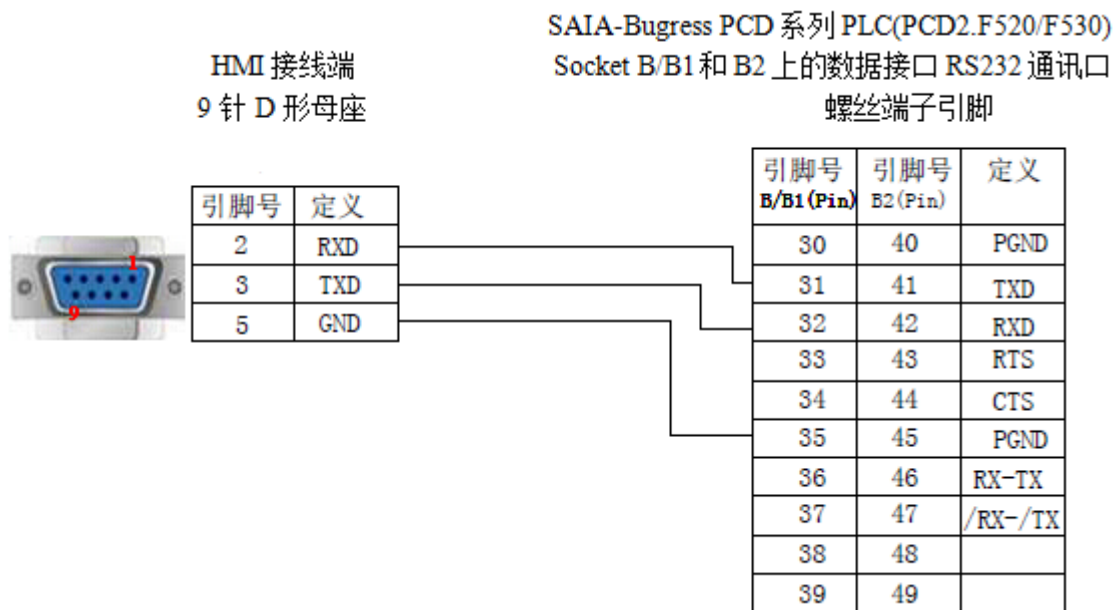 SAIA-Bugress PCD 系列 PLC(PCD2.F520/F530)
Socket B/B1和 B2 上的数据接口 RS232 通讯口
螺丝端子引脚
HMI 接线端
9 针 D 形母座
引脚号 定义
2 RXD
3 TXD
5 GND
1
9
引脚号 引脚号 定义
B/B1(Pin) B2(Pin)
30 40 PGND
31 41 TXD
32 42 RXD
33 43 RTS
34 44 CTS
35 45 PGND
36 46 RX-TX
37 47 /RX-/TX
38 48
39 49